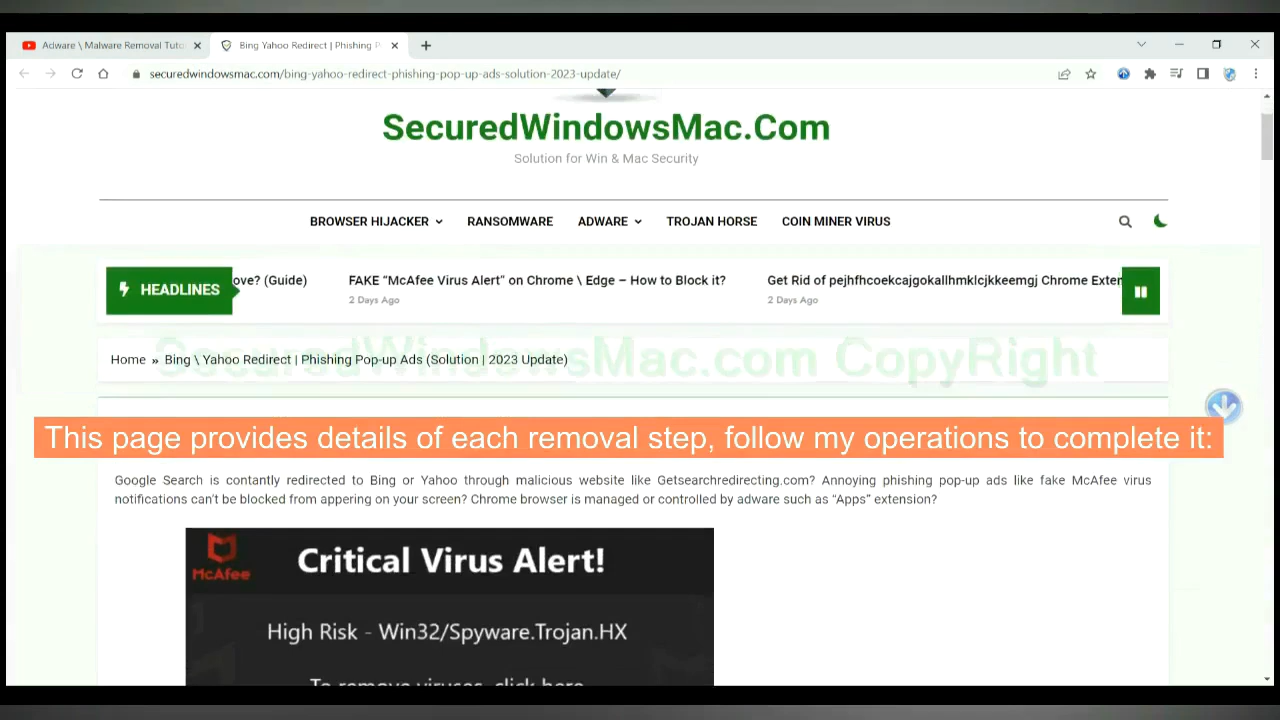 Adware \ Malware Removal Tuto
Bing Yahoo Redirect | Phishing P
securedwindowsmac.com/bing-yahoo-redirect-phishing-pop-up-ads-solution-2023-update/
SecuredWindowsMac.Com
Solution for Win & Mac Security
BROWSER HIJACKER
RANSOMWARE
ADWARE
TROJAN HORSE
COIN MINER VIRUS
HEADLINES
ove? (Guide)
FAKE “McAfee Virus Alert” on Chrome \ Edge – How to Block it?
2 Days Ago
Get Rid of pejhfhcoekcajgokallhmklcjkkeemgj Chrome Exten
2 Days Ago
Home » Bing \ Yahoo Redirect | Phishing Pop-up Ads (Solution | 2023 Update)
SecuredWindowsMac.com CopyRight
This page provides details of each removal step, follow my operations to complete it:
Google Search is contantly redirected to Bing or Yahoo through malicious website like Getsearchredirecting.com? Annoying phishing pop-up ads like fake McAfee virus
notifications can’t be blocked from appering on your screen? Chrome browser is managed or controlled by adware such as “Apps” extension?
McAfee
Critical Virus Alert!
High Risk - Win32/Spyware.Trojan.HX
To remove viruses, click here